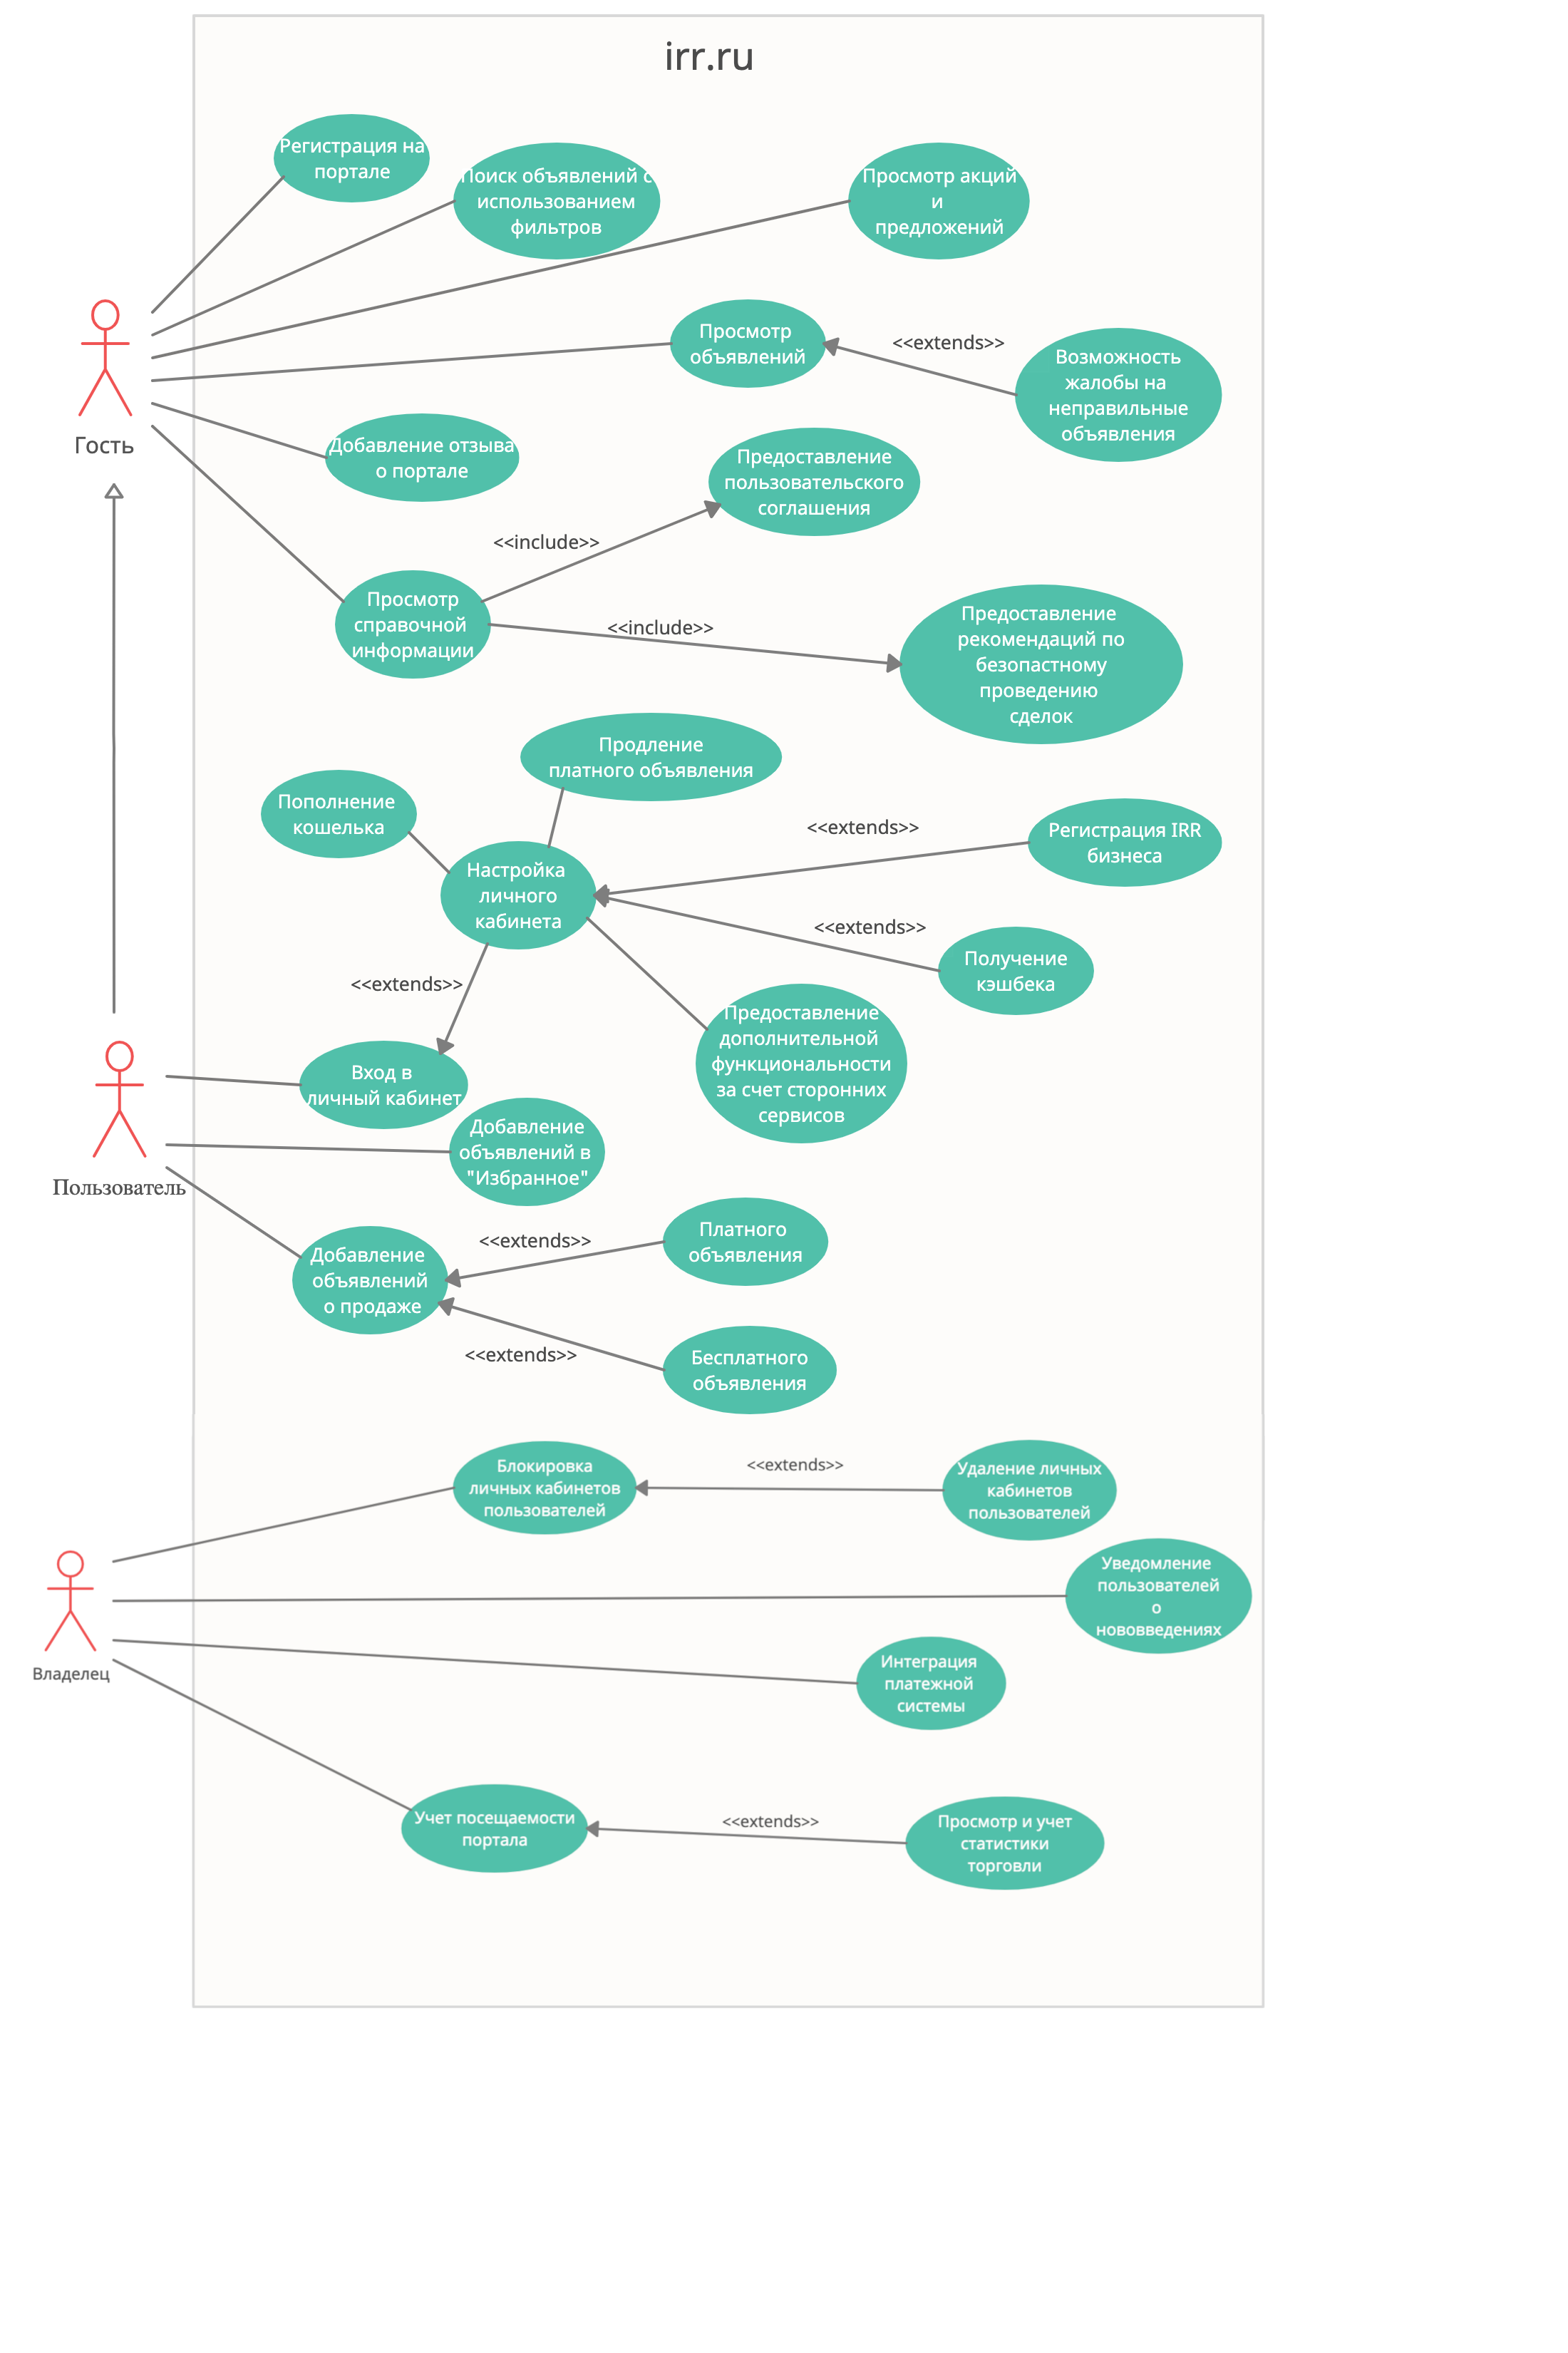 irr.ru
Регистрация на
портале
Поиск объявлений с
использованием
фильтров
Просмотр акций
и
предложений
Просмотр
объявлений
<<extends>>
Возможность
жалобы на
неправильные
объявления
Гость
Добавление отзыва
о портале
Предоставление
пользовательского
соглашения
<<include>>
Просмотр
справочной
информации
<<include>>
Предоставление
рекомендаций по
безопастному
проведению
сделок
Продление
платного объявления
Пополнение
кошелька
<<extends>>
Регистрация IRR
бизнеса
Настройка
личного
кабинета
<<extends>>
Получение
кэшбека
<<extends>>
Предоставление
дополнительной
функциональности
за счет сторонних
сервисов
Вход в
личный кабинет
Добавление
объявлений в
"Избранное"
Пользователь
Добавление
объявлений
о продаже
<<extends>>
Платного
объявления
<<extends>>
Бесплатного
объявления
Блокировка
личных кабинетов
пользователей
<<extends>>
Удаление личных
кабинетов
пользователей
Уведомление
пользователей
о
нововведениях
Владелец
Интеграция
платежной
системы
Учет посещаемости
портала
<<extends>>
Просмотр и учет
статистики
торговли